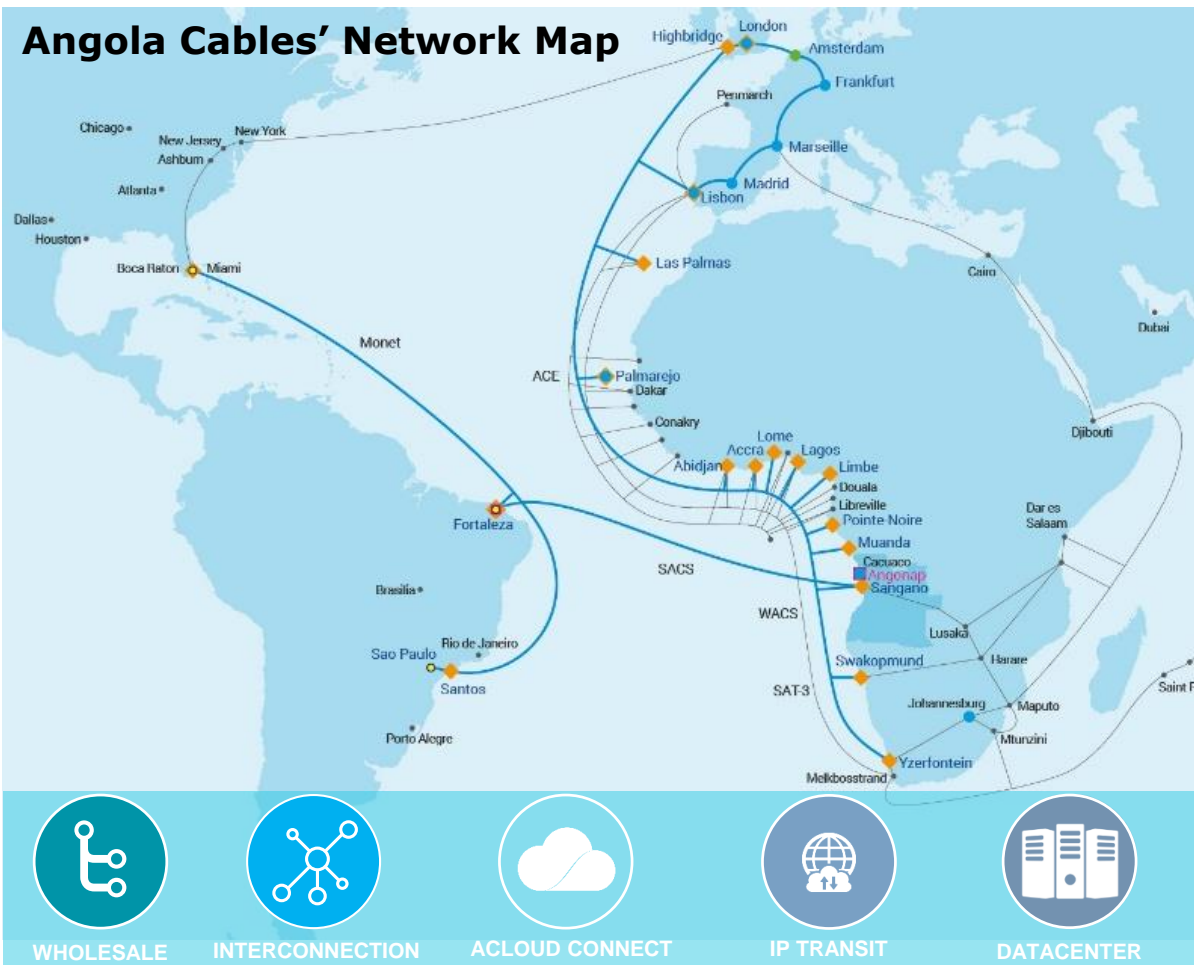 Angola Cables' Network Map
London
Highbridge
Amsterdam
Frankfurt
Penmarch
Chicago
New York
New Jersey
Ashburn
Marseille
Madrid
Atlanta
Lisbon
Dallas
Houston
Las Palmas
Boca Raton
Miami
Cairo
Dubai
Monet
ACE
Palmarejo
Dakar
Conakry
Djibouti
Lome
Accra
Lagos
Abidjan
Limbe
Douala
Libreville
Fortaleza
Pointe Noire
Dar es
Salaam
Muanda
Cacuaco
SACS
Angonap
Sangano
Brasilia
WACS
Lusaka
Rio de Janeiro
Sao Paulo
Swakopmund
Harare
Santos
SAT-3
Saint F
Johannesburg
Maputo
Porto Alegre
Mtunzini
Yzerfontein
Melkbosstrand
WHOLESALE
INTERCONNECTION
ACLOUD CONNECT
IP TRANSIT
DATACENTER